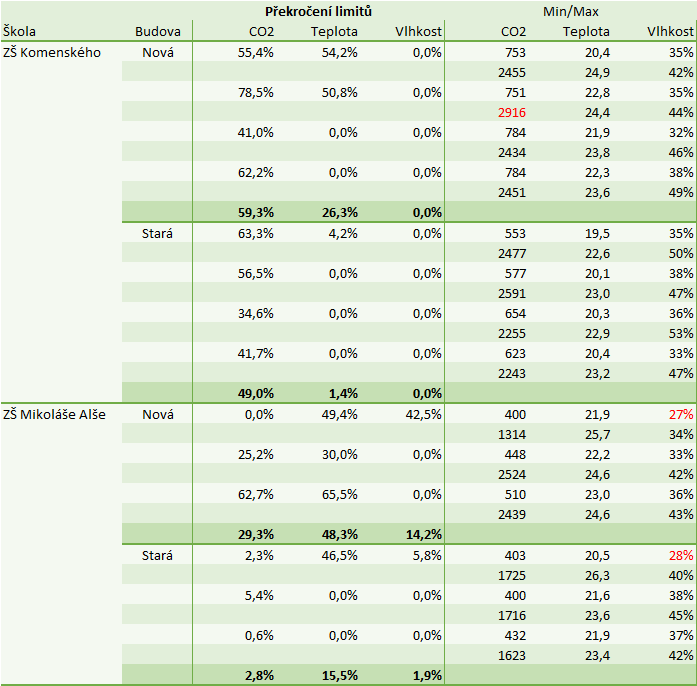 Překročení limitů Min/Max
Škola Budova CO2 Teplota Vlhkost CO2 Teplota Vlhkost
ZŠ Komenského Nová 55,4% 54,2% 0,0% 753 20,4 35%
2455 24,9 42%
78,5% 50,8% 0,0% 751 22,8 35%
2916 24,4 44%
41,0% 0,0% 0,0% 784 21,9 32%
2434 23,8 46%
62,2% 0,0% 0,0% 784 22,3 38%
2451 23,6 49%
59,3% 26,3% 0,0%
Stará 63,3% 4,2% 0,0% 553 19,5 35%
2477 22,6 50%
56,5% 0,0% 0,0% 577 20,1 38%
2591 23,0 47%
34,6% 0,0% 0,0% 654 20,3 36%
2255 22,9 53%
41,7% 0,0% 0,0% 623 20,4 33%
2243 23,2 47%
49,0% 1,4% 0,0%
ZŠ Mikoláše Alše Nová 0,0% 49,4% 42,5% 400 21,9 27%
1314 25,7 34%
25,2% 30,0% 0,0% 448 22,2 33%
2524 24,6 42%
62,7% 65,5% 0,0% 510 23,0 36%
2439 24,6 43%
29,3% 48,3% 14,2%
Stará 2,3% 46,5% 5,8% 403 20,5 28%
1725 26,3 40%
5,4% 0,0% 0,0% 400 21,6 38%
1716 23,6 45%
0,6% 0,0% 0,0% 432 21,9 37%
1623 23,4 42%
2,8% 15,5% 1,9%